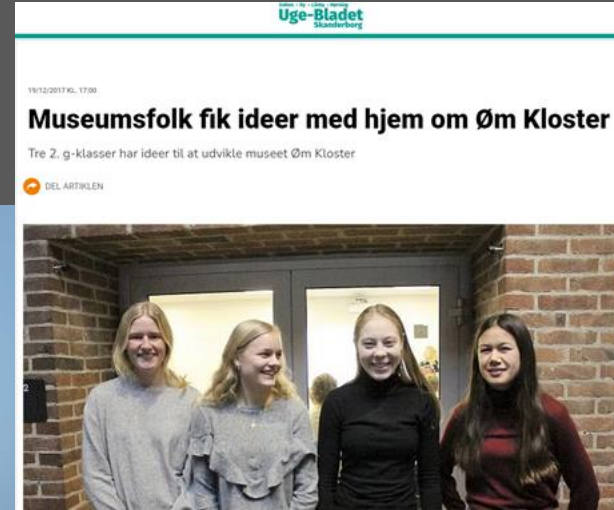 Uge-Bladet
Skanderborg
19/12/2017 KL. 17:00
Museumsfolk fik ideer med hjem om Øm Kloster
Tre 2. g-klasser har ideer til at udvikle museet Øm Kloster
DEL ARTIKLEN
2